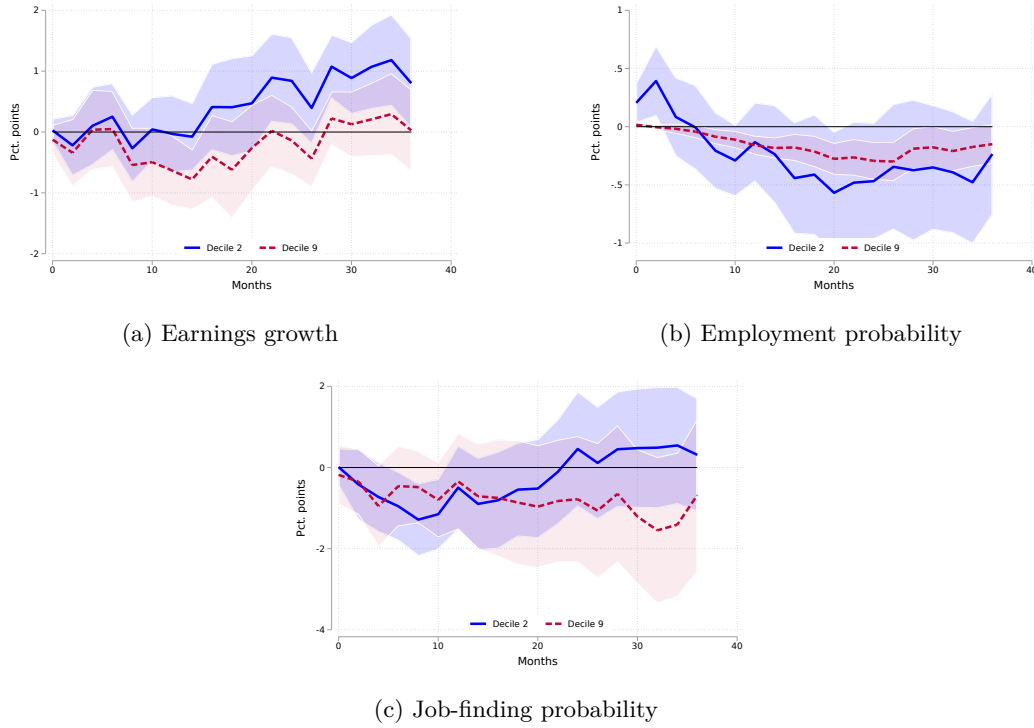 2
1
0
-1
-2
Pct. points
0 10 20 30 40
Months
Decile 2 Decile 9
(a) Earnings growth
1
.5
0
-.5
-1
Pct. points
0 10 20 30 40
Months
Decile 2 Decile 9
(b) Employment probability
2
0
-2
-4
Pct. points
0 10 20 30 40
Months
Decile 2 Decile 9
(c) Job-finding probability